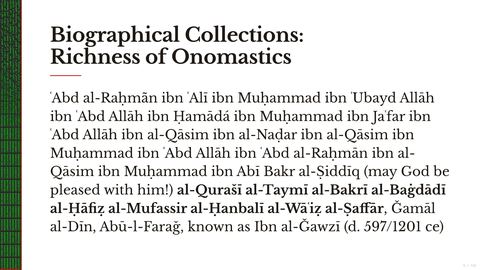 Biographical Collections:
Richness of Onomastics
ʿAbd al-Raḥmān ibn ʿAlī ibn Muḥammad ibn ʿUbayd Allāh
ibn ʿAbd Allāh ibn Ḥamādá ibn Muḥammad ibn Jaʿfar ibn
ʿAbd Allāh ibn al-Qāsim ibn al-Naḍar ibn al-Qāsim ibn
Muḥammad ibn ʿAbd Allāh ibn ʿAbd al-Raḥmān ibn al-
Qāsim ibn Muḥammad ibn Abī Bakr al-Ṣiddīq (may God be
pleased with him!) al-Qurašī al-Taymī al-Bakrī al-Baġdādī
al-Ḥāfiẓ al-Mufassir al-Ḥanbalī al-Wāʿiẓ al-Ṣaffār, Ǧamāl
al-Dīn, Abū-l-Faraǧ, known as Ibn al-Ǧawzī (d. 597/1201 ce)